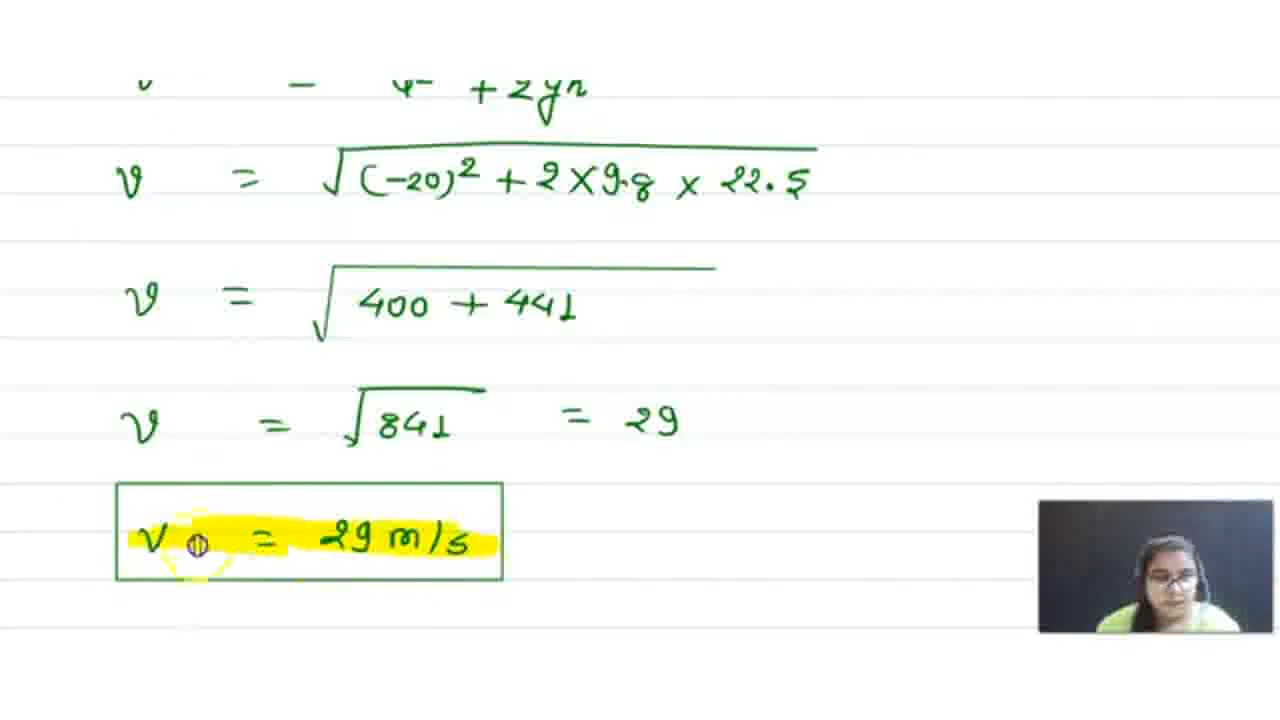 v = √(-20)² + 2 × 9.8 × 22.5
v = √400 + 441
v = √841 = 29
v = 29 m/s